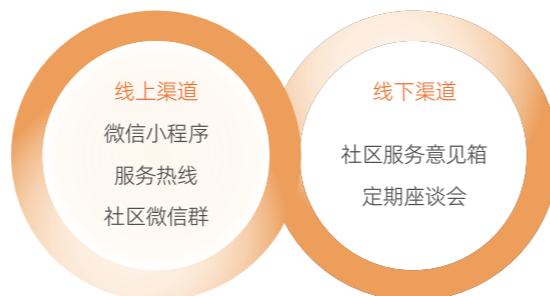 线上渠道
微信小程序
服务热线
社区微信群
线下渠道
社区服务意见箱
定期座谈会